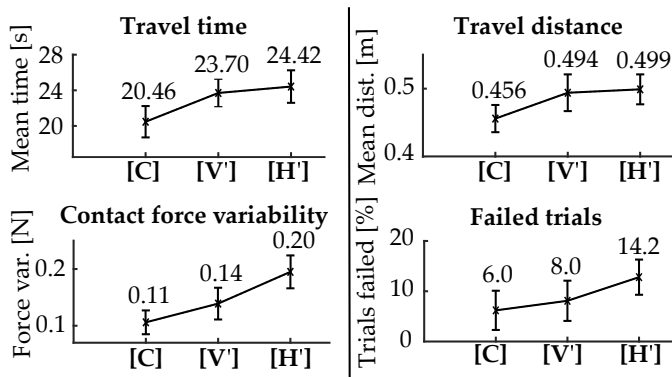 Travel time
Mean time [s]
28
24
20
20.46
23.70
24.42
[C] [V'] [H']
Travel distance
Mean dist. [m]
0.5
0.4
0.456
0.494
0.499
[C] [V'] [H']
Contact force variability
Force var. [N]
0.2
0.1
0.11
0.14
0.20
[C] [V'] [H']
Failed trials
Trials failed [%]
20
10
0
6.0
8.0
14.2
[C] [V'] [H']